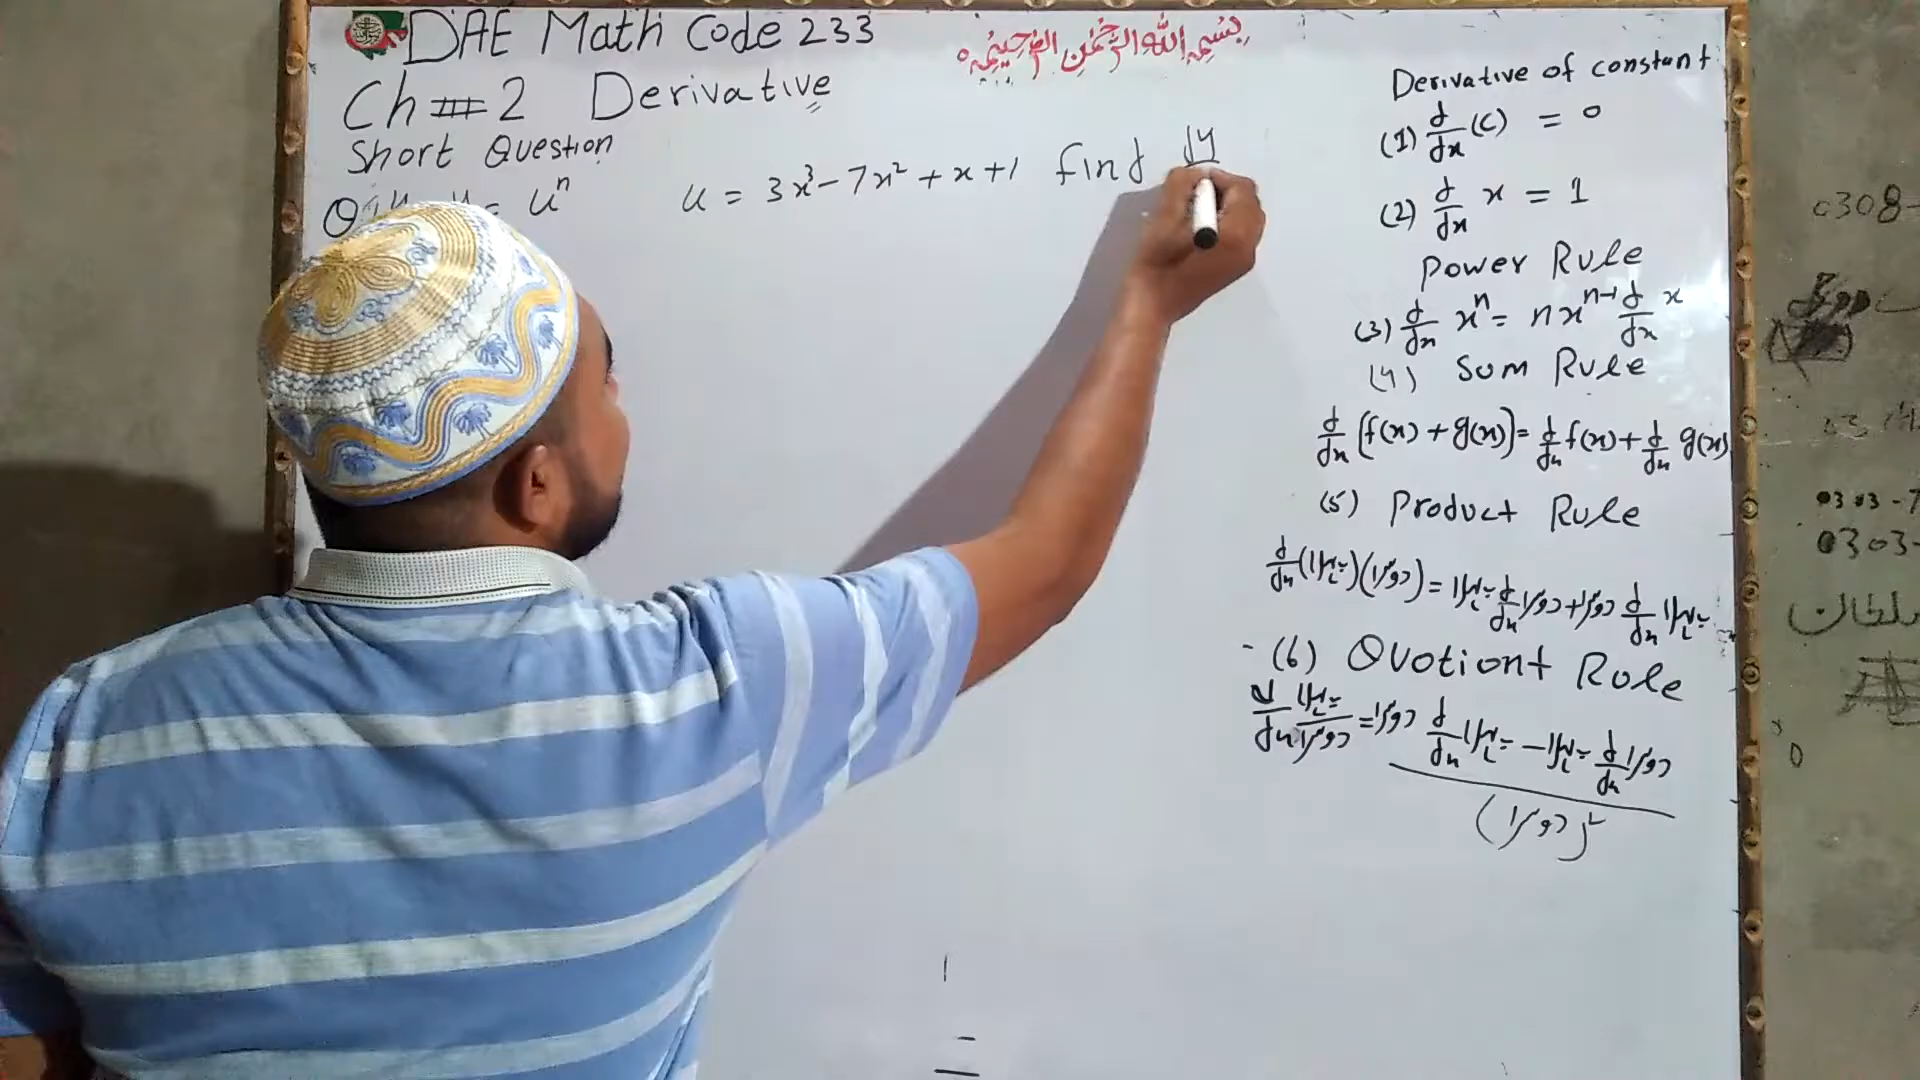 DAE Math Code 233
بسم الله الرحمن الرحيم
Ch # 2 Derivative
Short Question
= uⁿ u = 3x³ - 7x² + x + 1 find dy
Derivative of constant
(1) d/dx (c) = 0
(2) d/dx x = 1
Power Rule
(3) d/dx xⁿ = nxⁿ⁻¹ d/dx x
(4) Sum Rule
d/dx (f(x) + g(x)) = d/dx f(x) + d/dx g(x)
(5) Product Rule
d/dx (پہلا)(دوسرا) = پہلا d/dx دوسرا + دوسرا d/dx پہلا
(6) Quotiont Rule
d/dx پہلا/دوسرا = دوسرا d/dx پہلا - پہلا d/dx دوسرا
(دوسرا)²
0308-
0303-7
0303-
سلطان